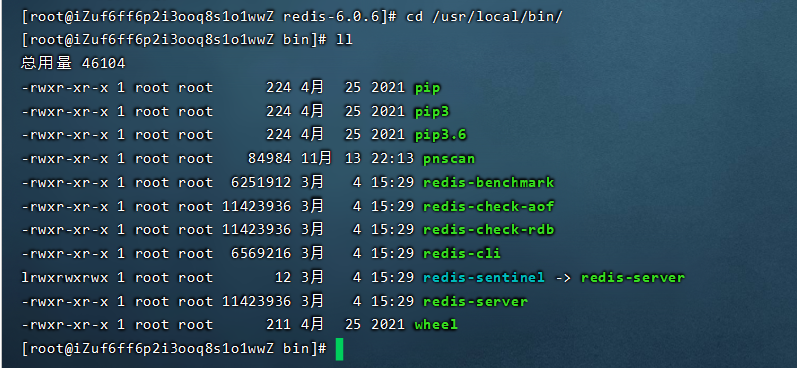 [root@iZuf6ff6p2i3ooq8s1o1wwZ redis-6.0.6]# cd /usr/local/bin/
[root@iZuf6ff6p2i3ooq8s1o1wwZ bin]# ll
总用量 46104
-rwxr-xr-x 1 root root      224 4月  25 2021 pip
-rwxr-xr-x 1 root root      224 4月  25 2021 pip3
-rwxr-xr-x 1 root root      224 4月  25 2021 pip3.6
-rwxr-xr-x 1 root root    84984 11月 13 22:13 pnscan
-rwxr-xr-x 1 root root  6251912 3月   4 15:29 redis-benchmark
-rwxr-xr-x 1 root root 11423936 3月   4 15:29 redis-check-aof
-rwxr-xr-x 1 root root 11423936 3月   4 15:29 redis-check-rdb
-rwxr-xr-x 1 root root  6569216 3月   4 15:29 redis-cli
lrwxrwxrwx 1 root root       12 3月   4 15:29 redis-sentinel -> redis-server
-rwxr-xr-x 1 root root 11423936 3月   4 15:29 redis-server
-rwxr-xr-x 1 root root      211 4月  25 2021 wheel
[root@iZuf6ff6p2i3ooq8s1o1wwZ bin]#